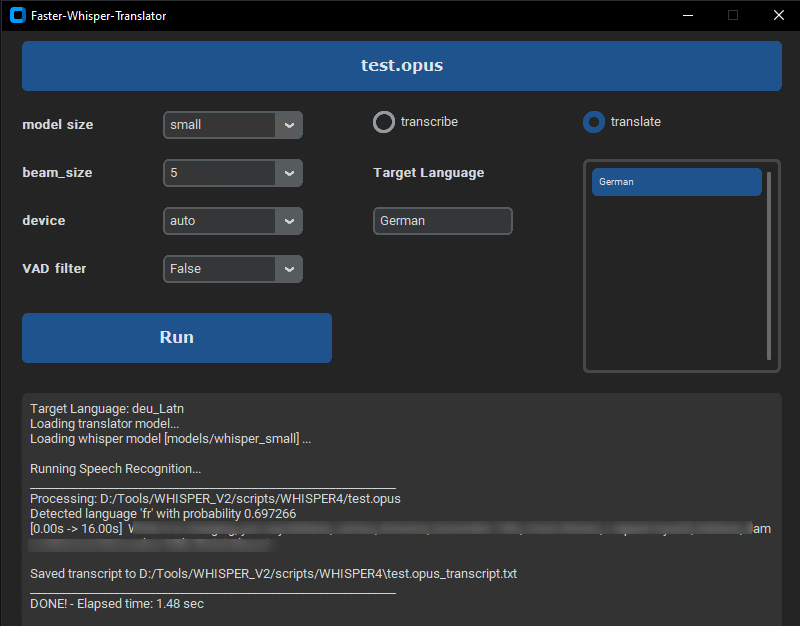 Faster-Whisper-Translator
test.opus
model size
small
transcribe
translate
beam_size
5
Target Language
German
device
auto
German
VAD filter
False
Run
Target Language: deu_Latn
Loading translator model...
Loading whisper model [models/whisper_small] ...
Running Speech Recognition...
Processing: D:/Tools/WHISPER_V2/scripts/WHISPER4/test.opus
Detected language 'fr' with probability 0.697266
[0.00s -> 16.00s]
Saved transcript to D:/Tools/WHISPER_V2/scripts/WHISPER4\test.opus_transcript.txt
DONE! - Elapsed time: 1.48 sec